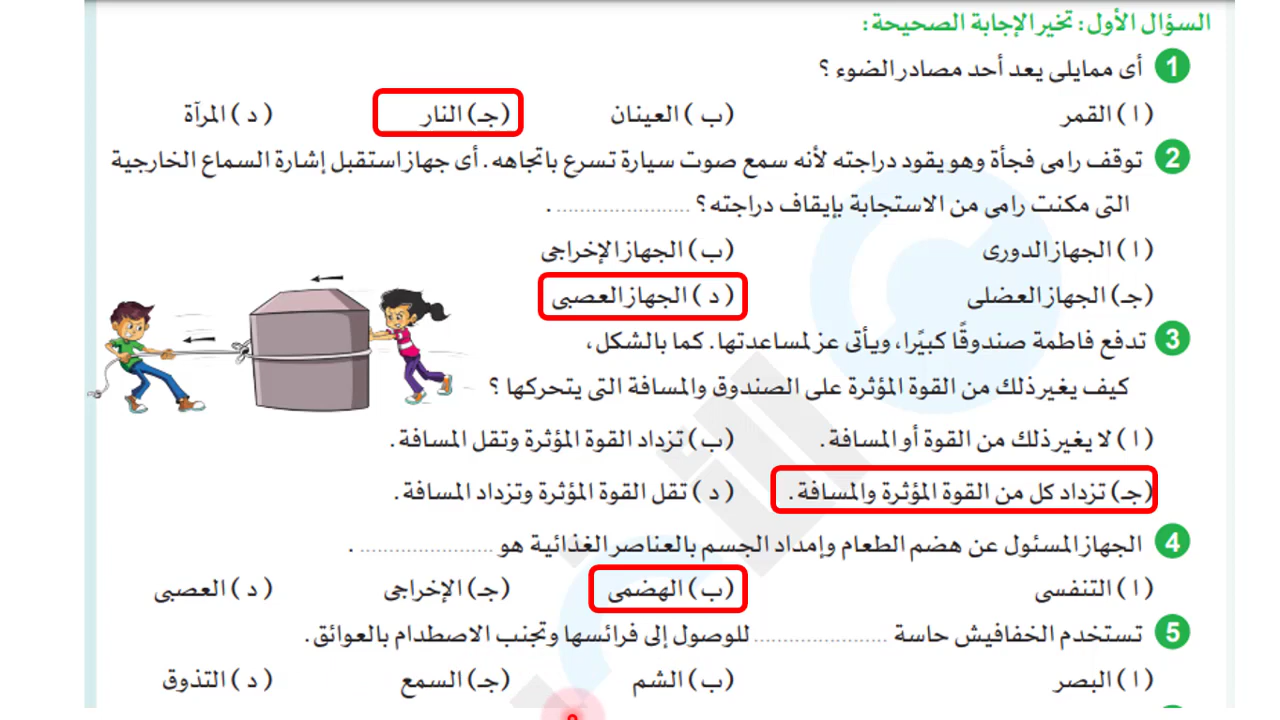 السؤال الأول: تخير الإجابة الصحيحة:
1 أى ممايلى يعد أحد مصادر الضوء ؟
(ا) القمر (ب) العينان (جـ) النار (د) المرآة
2 توقف رامى فجأة وهو يقود دراجته لأنه سمع صوت سيارة تسرع باتجاهه. أى جهاز استقبل إشارة السماع الخارجية
التى مكنت رامى من الاستجابة بإيقاف دراجته؟ ....................... .
(ا) الجهاز الدورى (ب) الجهاز الإخراجى
(جـ) الجهاز العضلى (د) الجهاز العصبى
3 تدفع فاطمة صندوقًا كبيرًا، ويأتى عز لمساعدتها. كما بالشكل،
كيف يغير ذلك من القوة المؤثرة على الصندوق والمسافة التى يتحركها ؟
(ا) لا يغير ذلك من القوة أو المسافة. (ب) تزداد القوة المؤثرة وتقل المسافة.
(جـ) تزداد كل من القوة المؤثرة والمسافة. (د) تقل القوة المؤثرة وتزداد المسافة.
4 الجهاز المسئول عن هضم الطعام وإمداد الجسم بالعناصر الغذائية هو ....................... .
(ا) التنفسى (ب) الهضمى (جـ) الإخراجى (د) العصبى
5 تستخدم الخفافيش حاسة ....................... للوصول إلى فرائسها وتجنب الاصطدام بالعوائق.
(ا) البصر (ب) الشم (جـ) السمع (د) التذوق